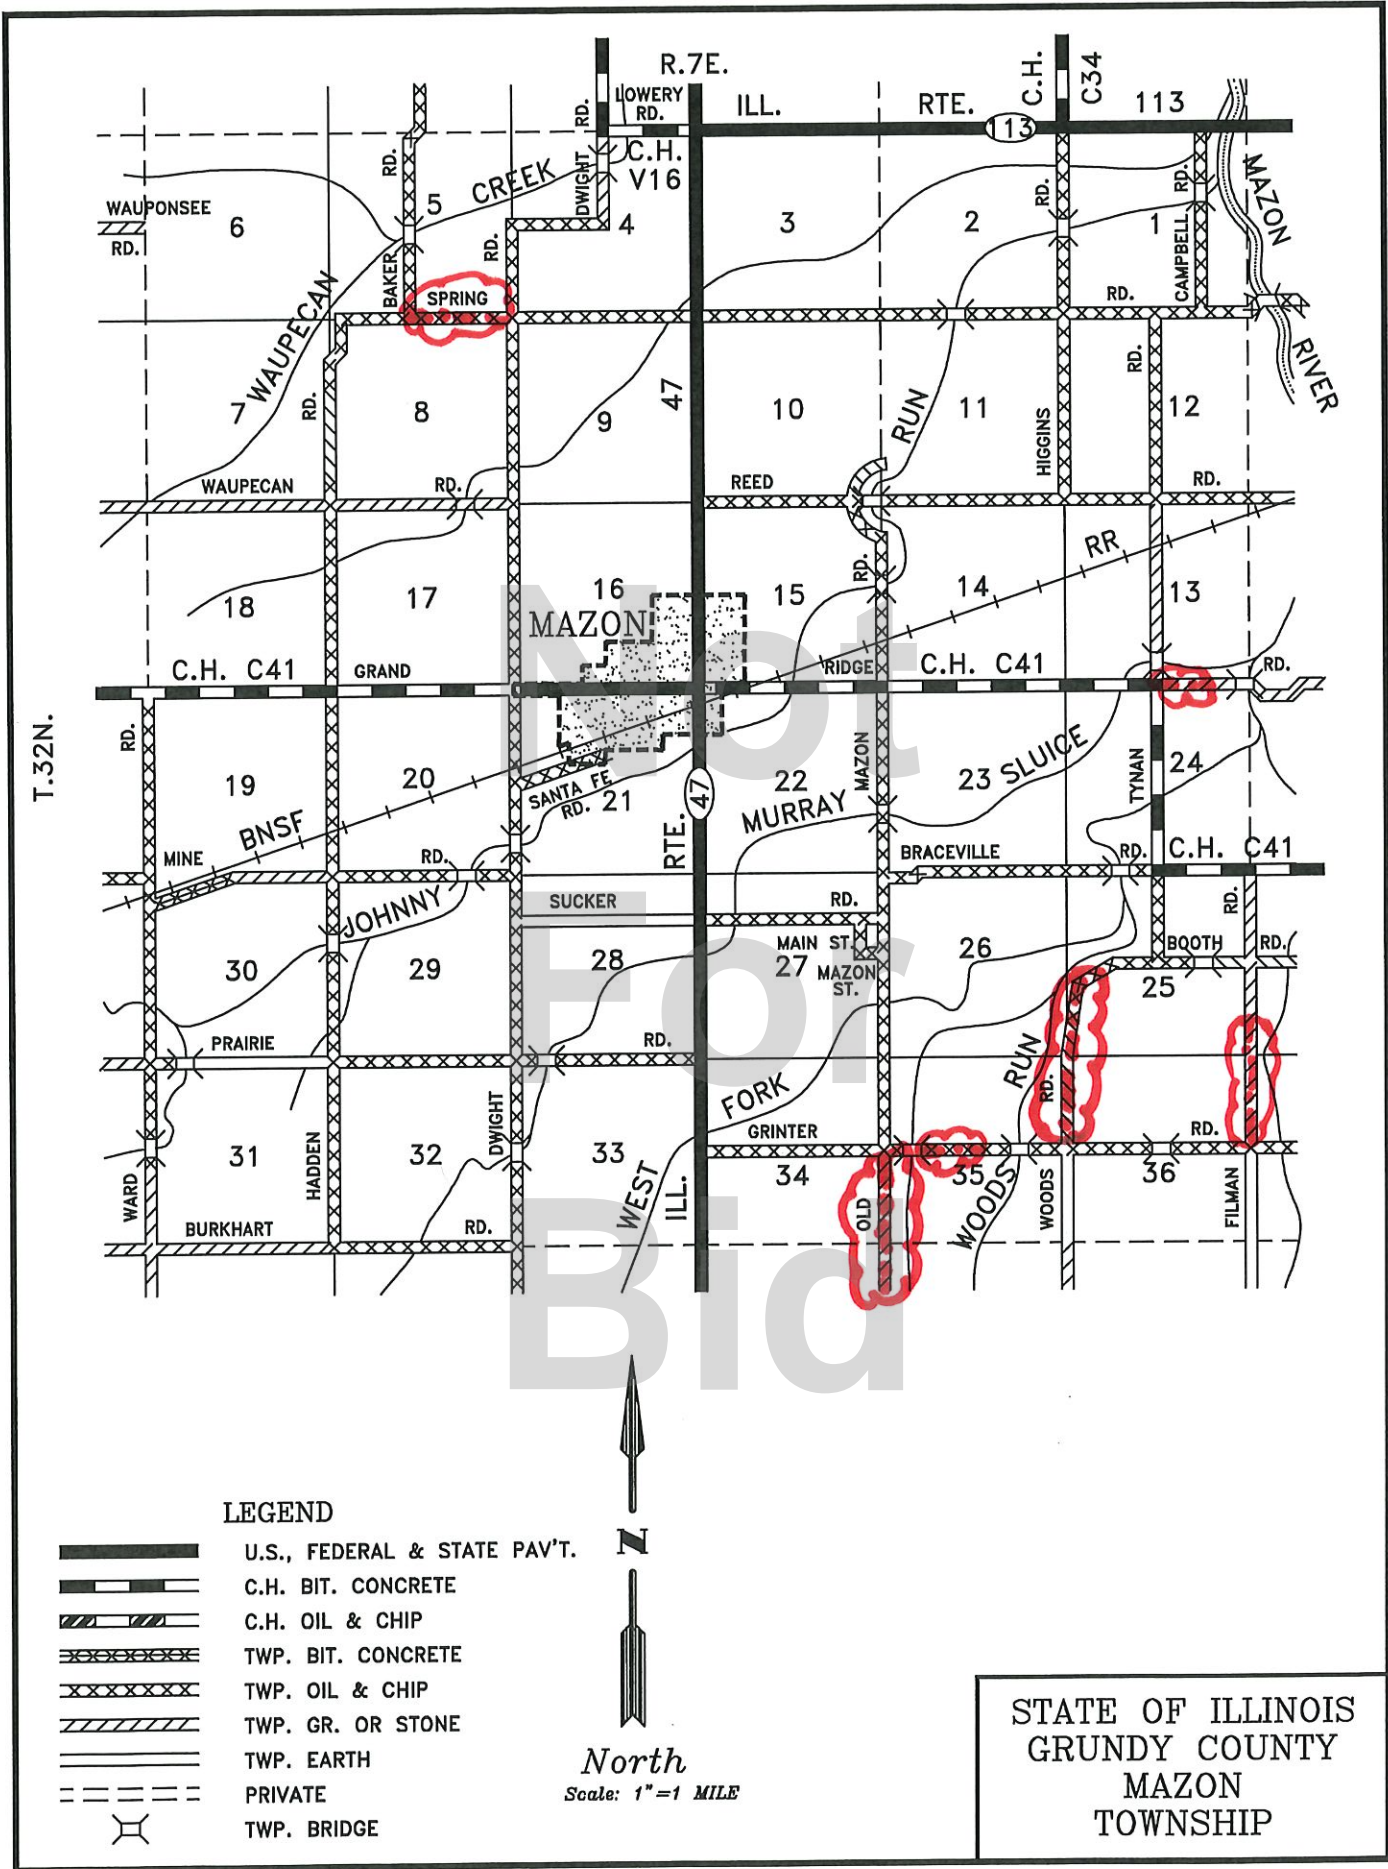 R.7E.
LOWERY
RD.
RD.
ILL.
RTE.
113
C.H.
C34
113
C.H.
V16
DWIGHT
RD.
CREEK
5
WAUPONSEE
RD.
6
4
3
2
1
RD.
RD.
CAMPBELL
MAZON
RIVER
BAKER
RD.
SPRING
RD.
WAUPECAN
7
RD.
8
9
47
10
RUN
11
HIGGINS
RD.
12
WAUPECAN
RD.
REED
RD.
RR
18
17
16
MAZON
15
RD.
14
13
C.H. C41
GRAND
RIDGE
C.H. C41
RD.
T.32N.
RD.
19
20
BNSF
SANTA FE
RD.
21
47
RTE.
22
MURRAY
MAZON
23
SLUICE
TYNAN
24
MINE
RD.
BRACEVILLE
RD.
C.H. C41
JOHNNY
SUCKER
RD.
RD.
MAIN ST.
MAZON
ST.
BOOTH
RD.
30
29
28
27
26
25
PRAIRIE
RD.
RUN
RD.
FORK
GRINTER
RD.
31
HADDEN
32
DWIGHT
33
34
35
36
WARD
WEST
ILL.
OLD
WOODS
WOODS
FILMAN
BURKHART
RD.
Not
For
Bid
N
North
Scale: 1"=1 MILE
LEGEND
U.S., FEDERAL & STATE PAV'T.
C.H. BIT. CONCRETE
C.H. OIL & CHIP
TWP. BIT. CONCRETE
TWP. OIL & CHIP
TWP. GR. OR STONE
TWP. EARTH
PRIVATE
TWP. BRIDGE
STATE OF ILLINOIS
GRUNDY COUNTY
MAZON
TOWNSHIP